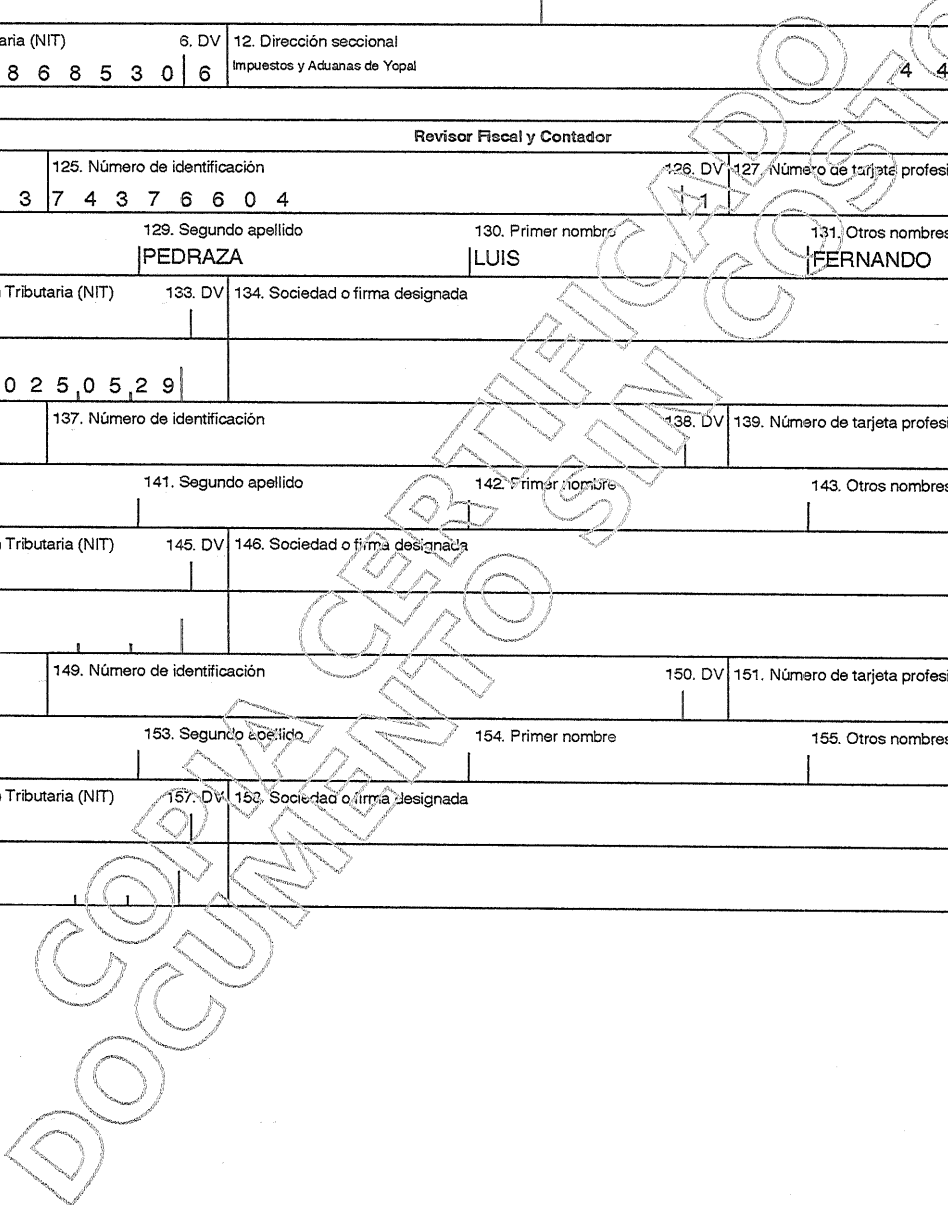 aria (NIT) 6. DV 12. Dirección seccional
8 6 8 5 3 0 6 Impuestos y Aduanas de Yopal 4 4
Revisor Fiscal y Contador
125. Número de identificación 126. DV 127. Número de tarjeta profesi
3 7 4 3 7 6 6 0 4 1
129. Segundo apellido 130. Primer nombre 131. Otros nombres
PEDRAZA LUIS FERNANDO
Tributaria (NIT) 133. DV 134. Sociedad o firma designada
0 2 5 0 5 2 9
137. Número de identificación 138. DV 139. Número de tarjeta profesi
141. Segundo apellido 142. Primer nombre 143. Otros nombres
Tributaria (NIT) 145. DV 146. Sociedad o firma designada
149. Número de identificación 150. DV 151. Número de tarjeta profesi
153. Segundo apellido 154. Primer nombre 155. Otros nombres
Tributaria (NIT) 157. DV 158. Sociedad o firma designada
COPIA CERTIFICADO
DOCUMENTO SIN COSTO